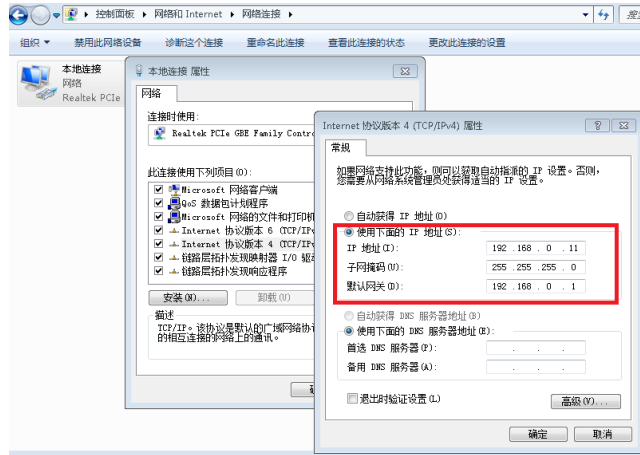 控制面板 ▸ 网络和 Internet ▸ 网络连接 ▸
组织 ▼ 禁用此网络设备 诊断这个连接 重命名此连接 查看此连接的状态 更改此连接的设置
本地连接
网络
Realtek PCIe
本地连接 属性
网络
连接时使用:
Realtek PCIe GBE Family Contro
此连接使用下列项目(O):
Microsoft 网络客户端
QoS 数据包计划程序
Microsoft 网络的文件和打印机
Internet 协议版本 6 (TCP/IPv
Internet 协议版本 4 (TCP/IPv
链路层拓扑发现映射器 I/O 驱
链路层拓扑发现响应程序
安装(N)... 卸载(U)
描述
TCP/IP。该协议是默认的广域网络协
的相互连接的网络上的通讯。
Internet 协议版本 4 (TCP/IPv4) 属性
常规
如果网络支持此功能，则可以获取自动指派的 IP 设置。否则，
您需要从网络系统管理员处获得适当的 IP 设置。
自动获得 IP 地址(O)
使用下面的 IP 地址(S):
IP 地址(I): 192 .168 . 0 . 11
子网掩码(U): 255 .255 .255 . 0
默认网关(D): 192 .168 . 0 . 1
自动获得 DNS 服务器地址(B)
使用下面的 DNS 服务器地址(E):
首选 DNS 服务器(P): . . .
备用 DNS 服务器(A): . . .
退出时验证设置(L)
高级(V)...
确定 取消